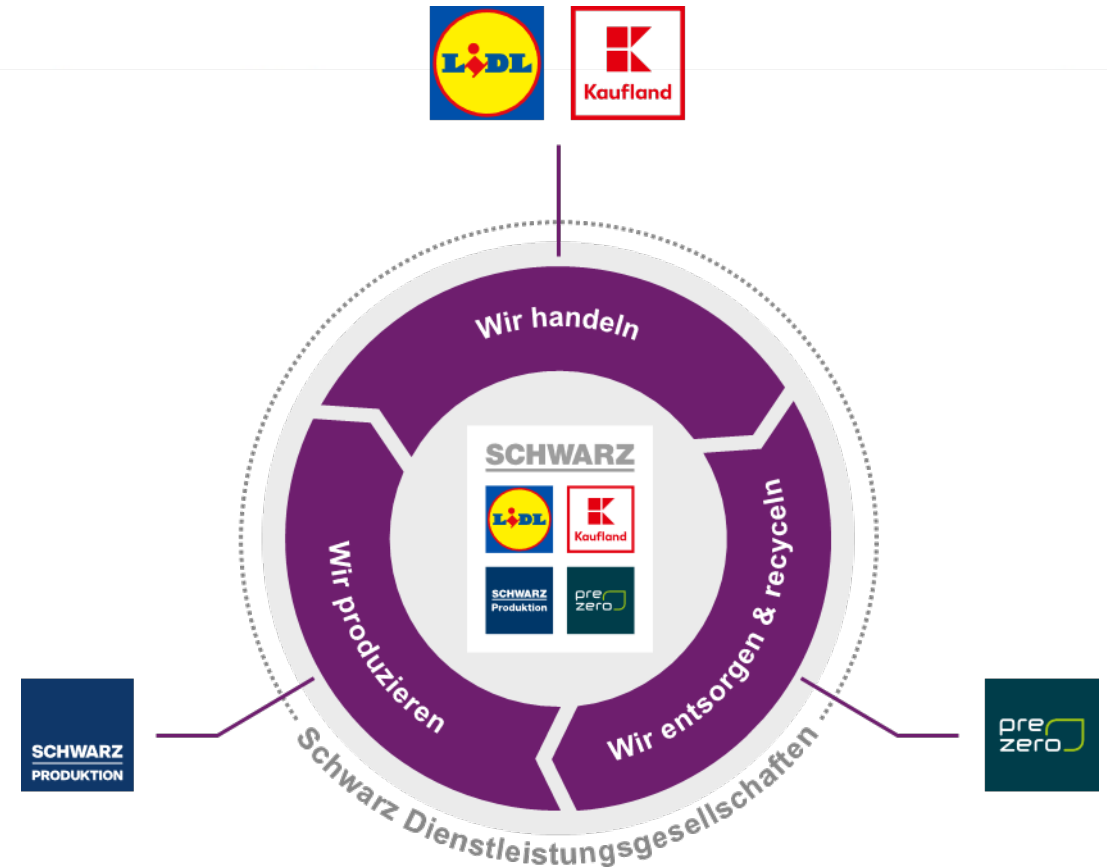 LiDL
Kaufland
Wir handeln
SCHWARZ
LiDL
Kaufland
SCHWARZ
Produktion
pre
zero
Wir produzieren
Wir entsorgen & recyceln
SCHWARZ
PRODUKTION
pre
zero
Schwarz Dienstleistungsgesellschaften